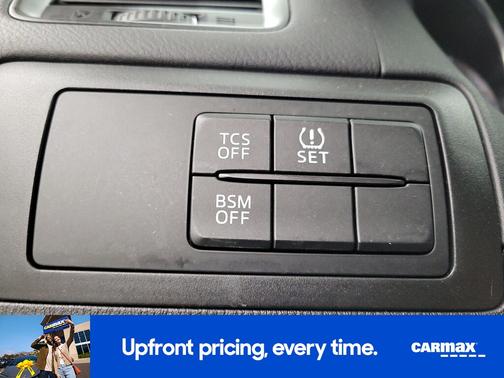 TCS
OFF
SET
BSM
OFF
Upfront pricing, every time.
CARMAX